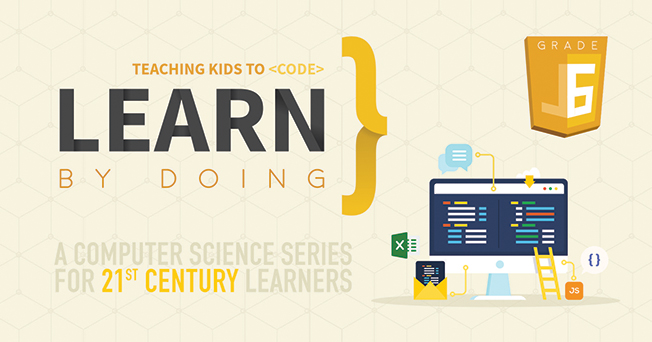 TEACHING KIDS TO <CODE>
LEARN }
BY DOING
A COMPUTER SCIENCE SERIES
FOR 21ST CENTURY LEARNERS
GRADE
6
X
{ }
JS